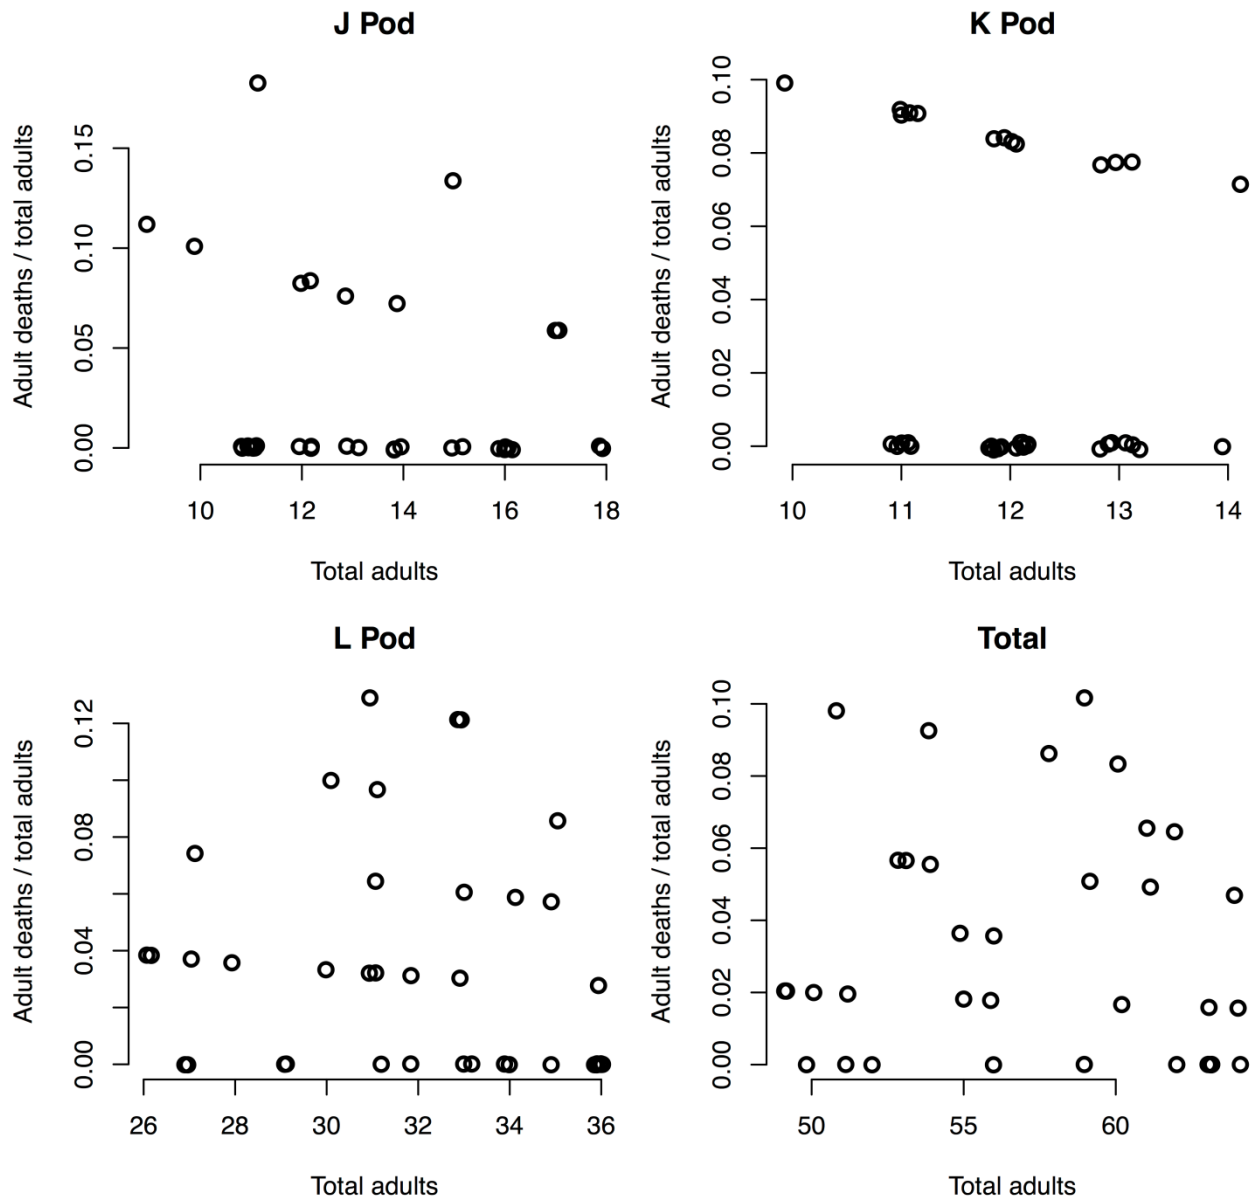 J Pod
Adult deaths / total adults
0.00 0.05 0.10 0.15
10 12 14 16 18
Total adults
K Pod
Adult deaths / total adults
0.00 0.02 0.04 0.06 0.08 0.10
10 11 12 13 14
Total adults
L Pod
Adult deaths / total adults
0.00 0.04 0.08 0.12
26 28 30 32 34 36
Total adults
Total
Adult deaths / total adults
0.00 0.02 0.04 0.06 0.08 0.10
50 55 60
Total adults